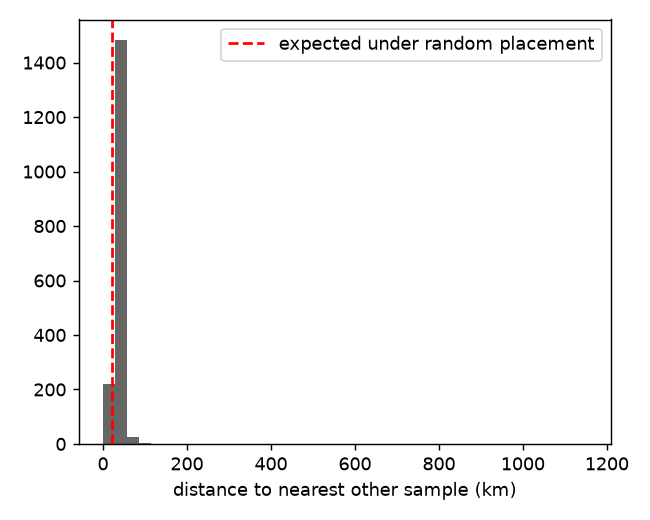 expected under random placement
1400
1200
1000
800
600
400
200
0
0 200 400 600 800 1000 1200
distance to nearest other sample (km)